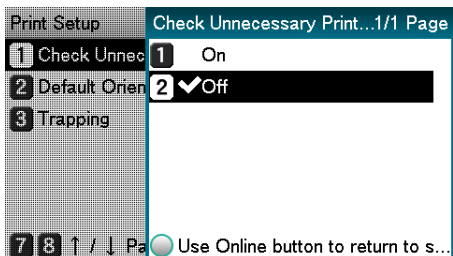 Print Setup
1 Check Unnec
2 Default Orien
3 Trapping
7 8 ↑ / ↓ Pa
Check Unnecessary Print...1/1 Page
1 On
2 ✔Off
Use Online button to return to s...